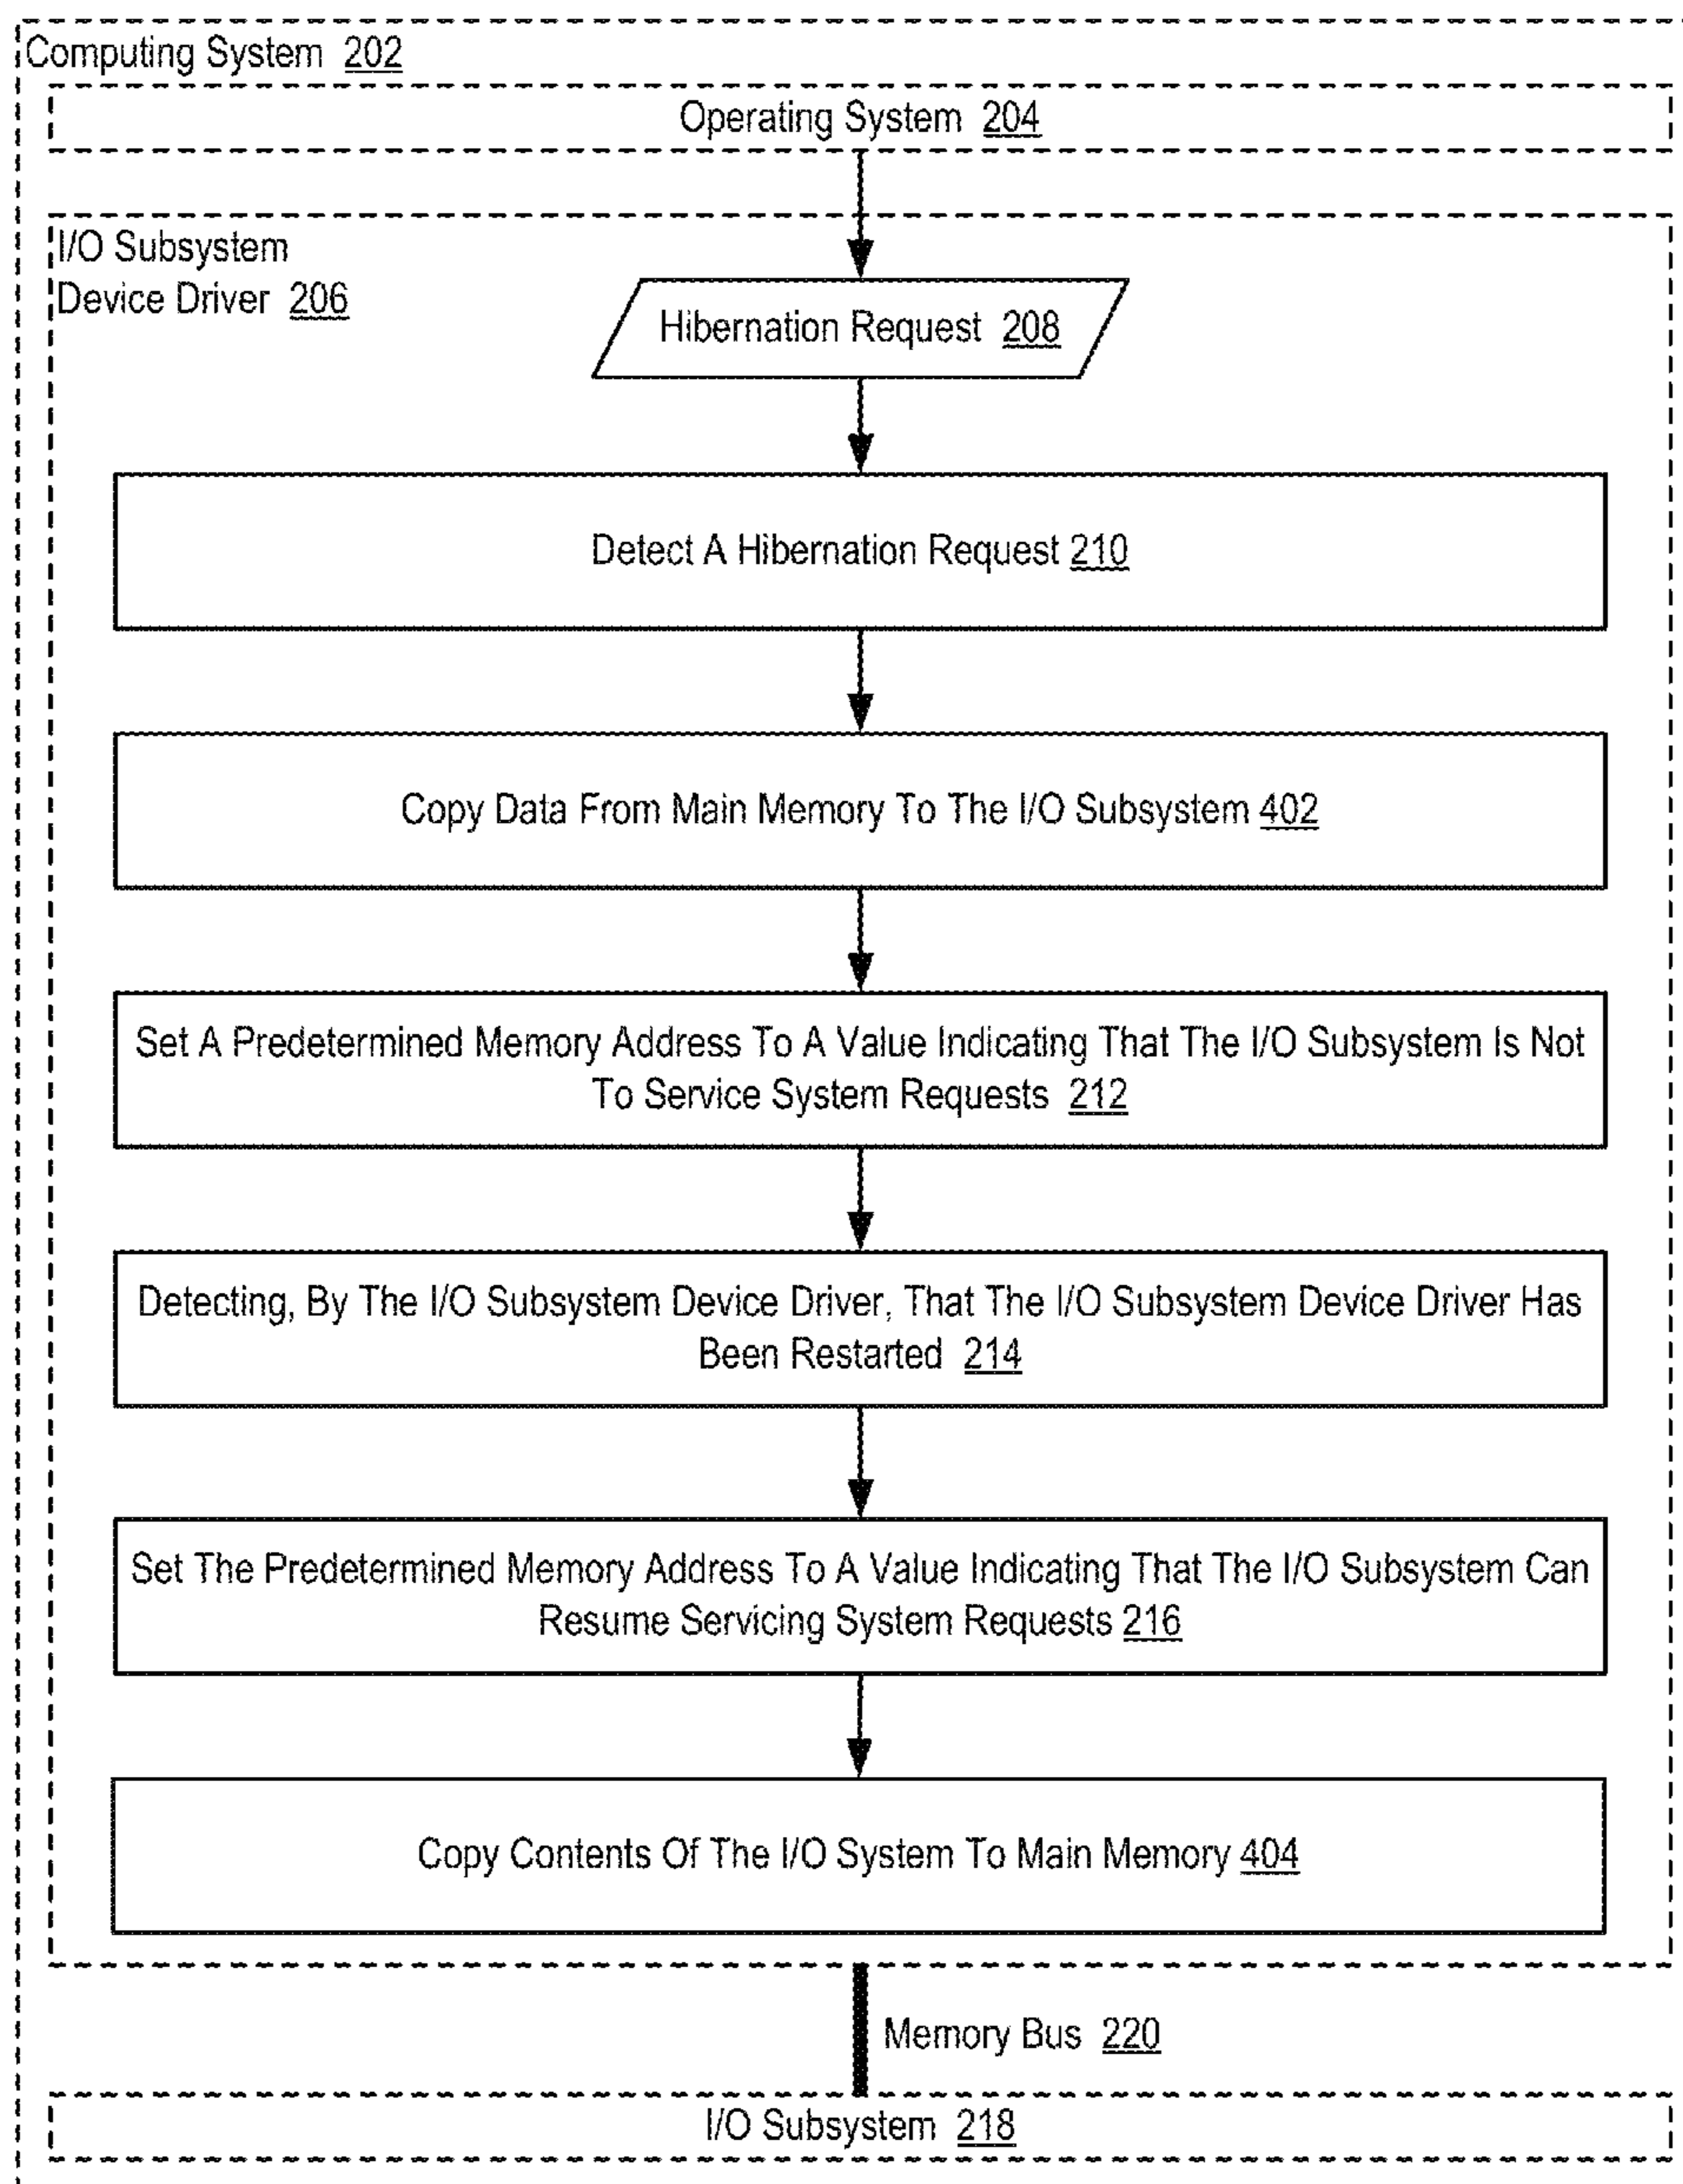 Computing System 202
Operating System 204
I/O Subsystem
Device Driver 206
Hibernation Request 208
Detect A Hibernation Request 210
Copy Data From Main Memory To The I/O Subsystem 402
Set A Predetermined Memory Address To A Value Indicating That The I/O Subsystem Is Not
To Service System Requests 212
Detecting, By The I/O Subsystem Device Driver, That The I/O Subsystem Device Driver Has
Been Restarted 214
Set The Predetermined Memory Address To A Value Indicating That The I/O Subsystem Can
Resume Servicing System Requests 216
Copy Contents Of The I/O System To Main Memory 404
Memory Bus 220
I/O Subsystem 218